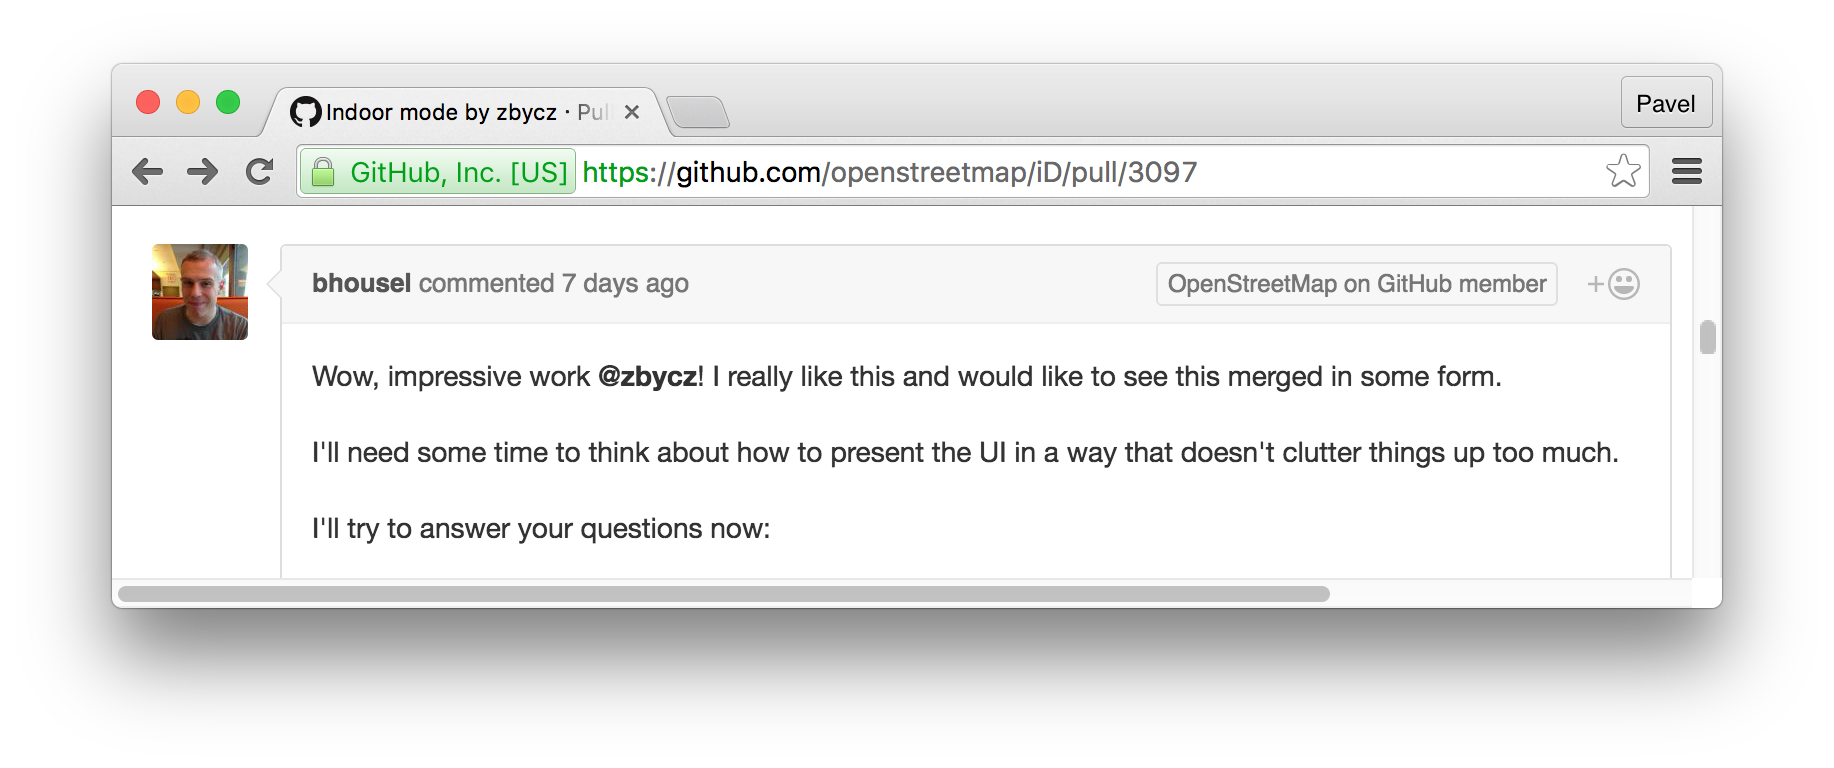 Indoor mode by zbycz · Pul
Pavel
GitHub, Inc. [US] https://github.com/openstreetmap/iD/pull/3097
bhousel commented 7 days ago
OpenStreetMap on GitHub member
Wow, impressive work @zbycz! I really like this and would like to see this merged in some form.
I'll need some time to think about how to present the UI in a way that doesn't clutter things up too much.
I'll try to answer your questions now: